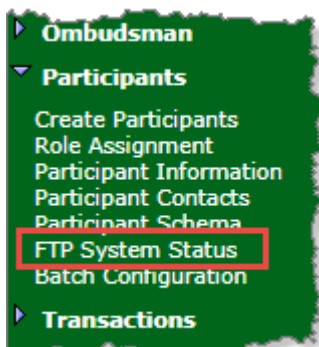 Ombudsman
Participants
Create Participants
Role Assignment
Participant Information
Participant Contacts
Participant Schema
FTP System Status
Batch Configuration
Transactions